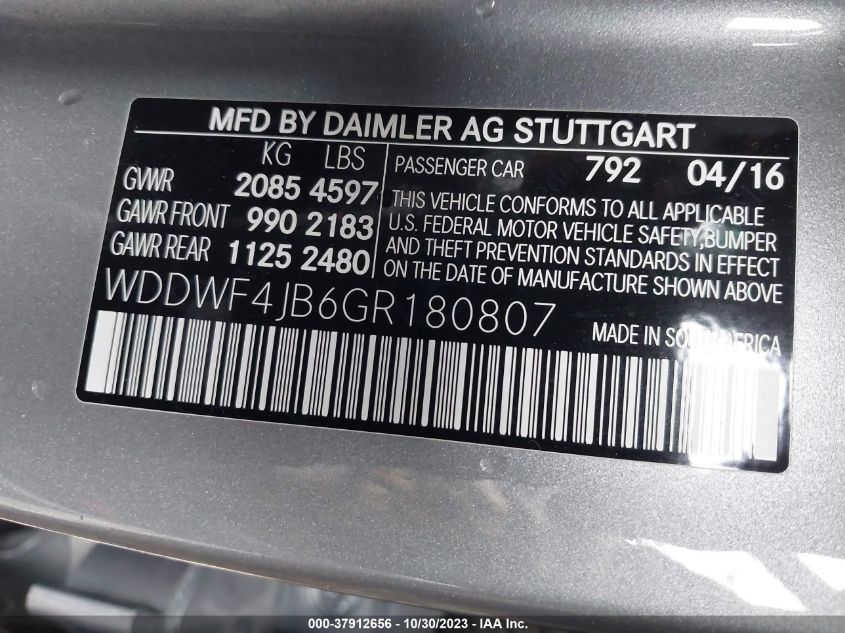 MFD BY DAIMLER AG STUTTGART
KG LBS
GVWR 2085 4597
GAWR FRONT 990 2183
GAWR REAR 1125 2480
PASSENGER CAR 792 04/16
THIS VEHICLE CONFORMS TO ALL APPLICABLE
U.S. FEDERAL MOTOR VEHICLE SAFETY,BUMPER
AND THEFT PREVENTION STANDARDS IN EFFECT
ON THE DATE OF MANUFACTURE SHOWN ABOVE
WDDWF4JB6GR180807
MADE IN SOUTH AFRICA
000-37912656 - 10/30/2023 - IAA Inc.